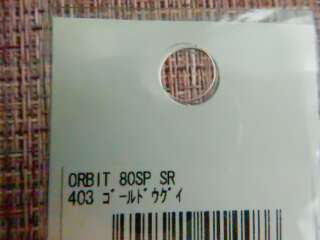 ORBIT 80SP SR
403 ｺﾞｰﾙﾄﾞｳｸﾞｲ